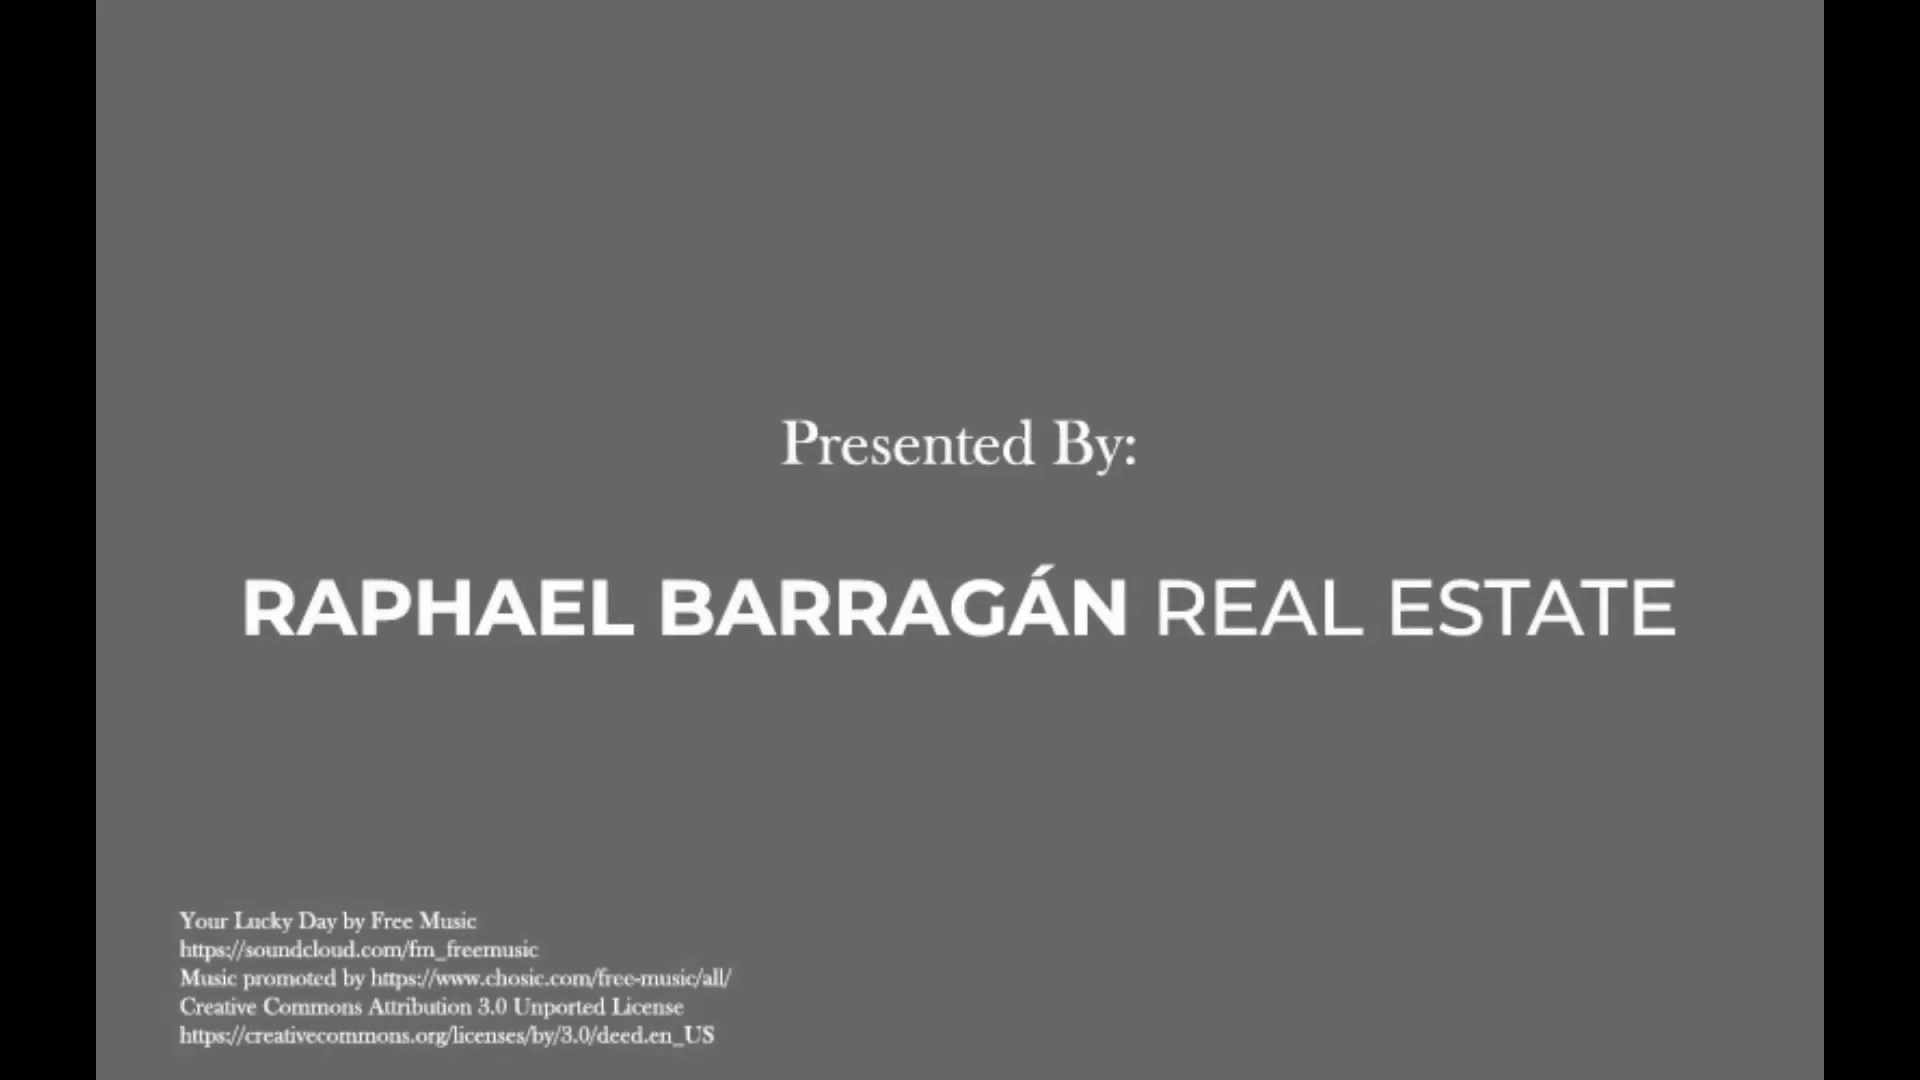 Presented By:
RAPHAEL BARRAGÁN REAL ESTATE
Your Lucky Day by Free Music
https://soundcloud.com/fm_freemusic
Music promoted by https://www.chosic.com/free-music/all/
Creative Commons Attribution 3.0 Unported License
https://creativecommons.org/licenses/by/3.0/deed.en_US